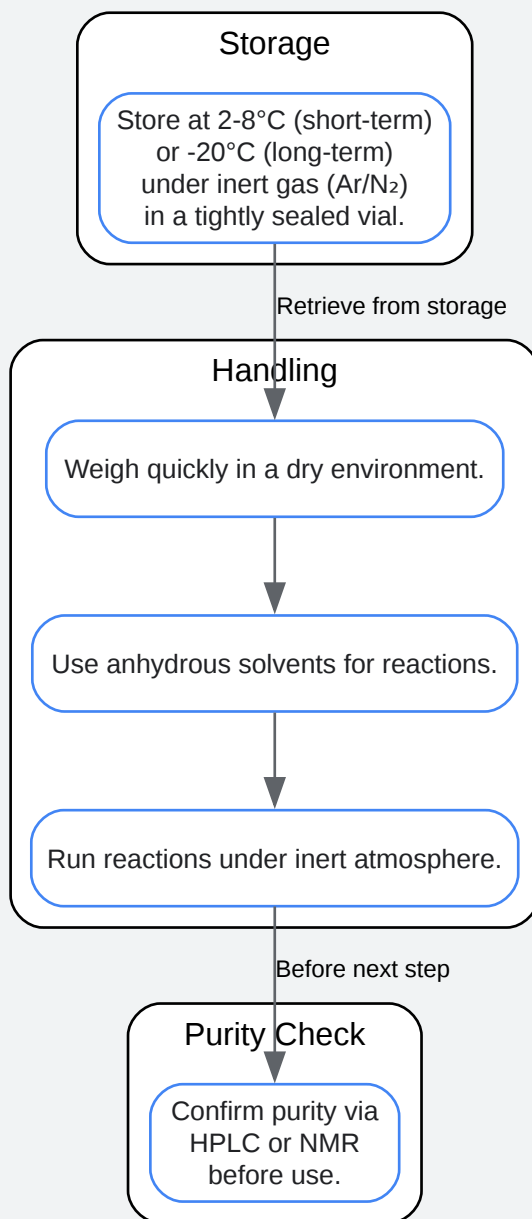 Storage
Store at 2-8°C (short-term)
or -20°C (long-term)
under inert gas (Ar/N₂)
in a tightly sealed vial.
Retrieve from storage
Handling
Weigh quickly in a dry environment.
Use anhydrous solvents for reactions.
Run reactions under inert atmosphere.
Before next step
Purity Check
Confirm purity via
HPLC or NMR
before use.